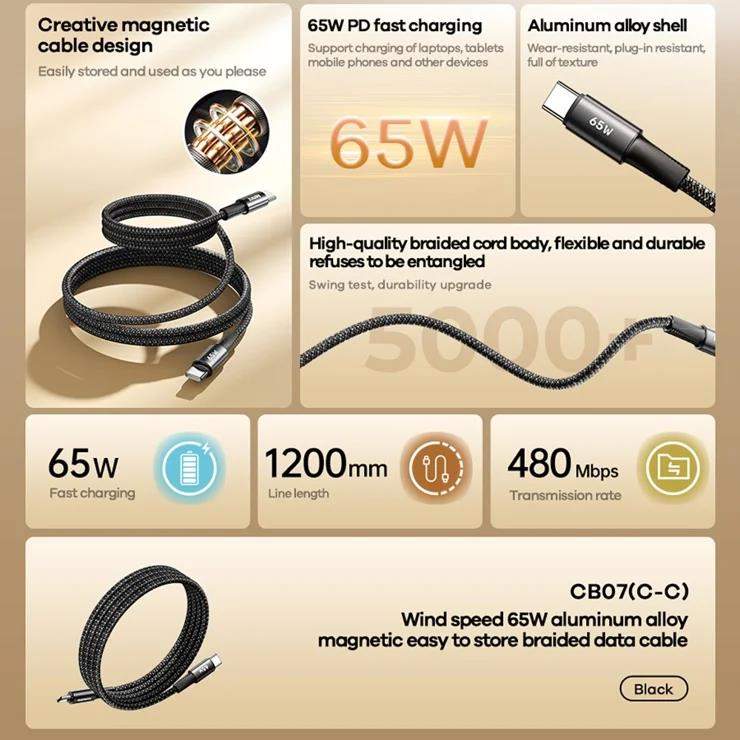 Creative magnetic
cable design
Easily stored and used as you please
65W PD fast charging
Support charging of laptops, tablets
mobile phones and other devices
65W
Aluminum alloy shell
Wear-resistant, plug-in resistant,
full of texture
65W
High-quality braided cord body, flexible and durable
refuses to be entangled
Swing test, durability upgrade
5000+
65W
Fast charging
1200mm
Line length
480 Mbps
Transmission rate
CB07(C-C)
Wind speed 65W aluminum alloy
magnetic easy to store braided data cable
Black